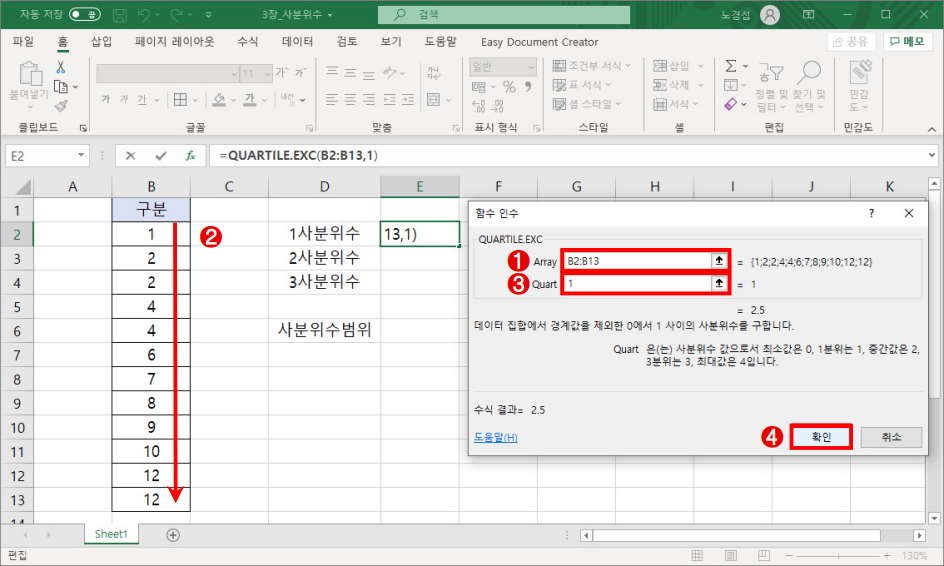 자동 저장 끔 3장_사분위수 검색 노경섭
파일 홈 삽입 페이지 레이아웃 수식 데이터 검토 보기 도움말 Easy Document Creator 공유 메모
붙여넣기
클립보드
11 가^ 가ˇ
가 가 가 가 내천
글꼴
맞춤
일반
% 9
표시 형식
조건부 서식
표 서식
셀 스타일
스타일
삽입
삭제
서식
셀
정렬 및 필터
찾기 및 선택
편집
민감도
민감도
E2 fx =QUARTILE.EXC(B2:B13,1)
A B C D E F G H I J K
1 구분
2 1 2 1사분위수 13,1)
3 2 2사분위수
4 2 3사분위수
5 4
6 4 사분위수범위
7 6
8 7
9 8
10 9
11 10
12 12
13 12
14
함수 인수 ?
QUARTILE.EXC
1 Array B2:B13 = {1;2;2;4;4;6;7;8;9;10;12;12}
3 Quart 1 = 1
= 2.5
데이터 집합에서 경계값을 제외한 0에서 1 사이의 사분위수를 구합니다.
Quart 은(는) 사분위수 값으로서 최소값은 0, 1분위는 1, 중간값은 2,
3분위는 3, 최대값은 4입니다.
수식 결과= 2.5
도움말(H) 4 확인 취소
Sheet1
편집 130%